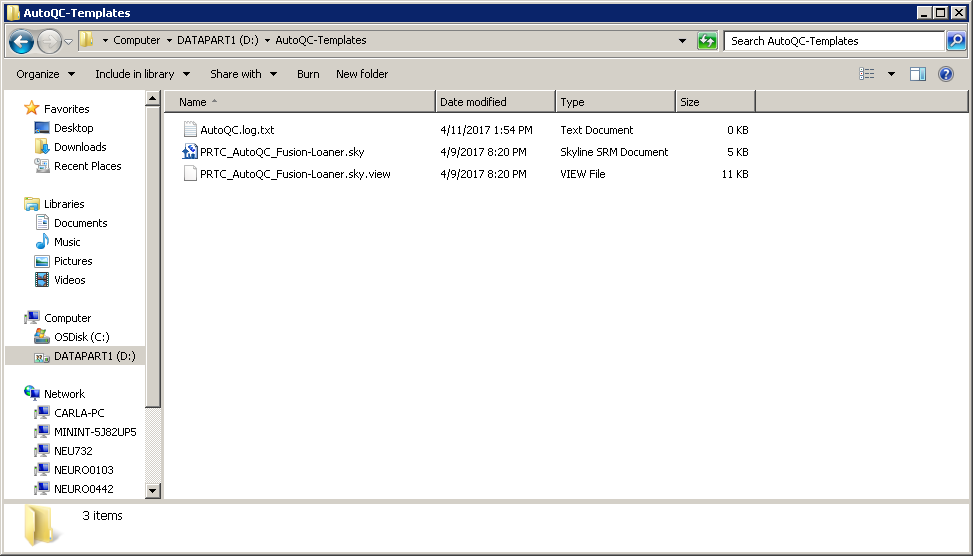 AutoQC-Templates
Computer DATAPART1 (D:) AutoQC-Templates Search AutoQC-Templates
Organize Include in library Share with Burn New folder
Favorites
Desktop
Downloads
Recent Places
Libraries
Documents
Music
Pictures
Videos
Computer
OSDisk (C:)
DATAPART1 (D:)
Network
CARLA-PC
MININT-5J82UP5
NEU732
NEURO0103
NEURO0442
Name Date modified Type Size
AutoQC.log.txt 4/11/2017 1:54 PM Text Document 0 KB
PRTC_AutoQC_Fusion-Loaner.sky 4/9/2017 8:20 PM Skyline SRM Document 5 KB
PRTC_AutoQC_Fusion-Loaner.sky.view 4/9/2017 8:20 PM VIEW File 11 KB
3 items